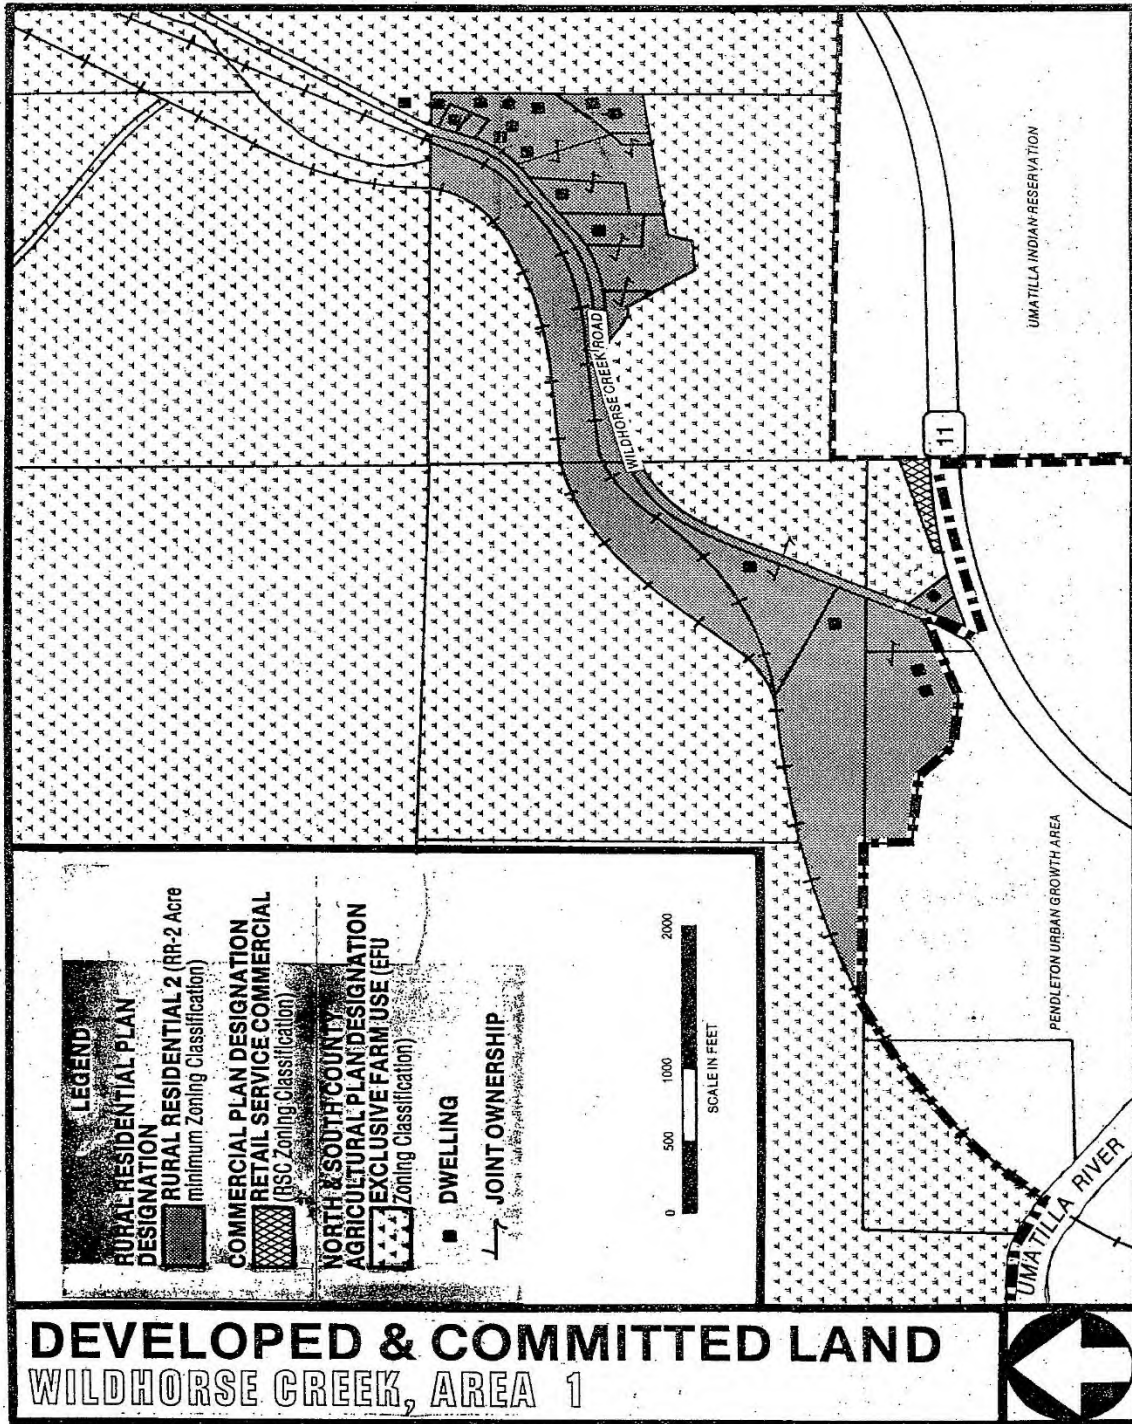 DEVELOPED & COMMITTED LAND
WILDHORSE CREEK, AREA 1
LEGEND
RURAL RESIDENTIAL PLAN
DESIGNATION
RURAL RESIDENTIAL 2 (RR-2 Acre
minimum Zoning Classification)
COMMERCIAL PLAN DESIGNATION
RETAIL SERVICE COMMERCIAL
(RSC Zoning Classification)
NORTH & SOUTH COUNTY
AGRICULTURAL PLAN DESIGNATION
EXCLUSIVE FARM USE (EFU
Zoning Classification)
DWELLING
JOINT OWNERSHIP
0 500 1000 2000
SCALE IN FEET
WILDHORSE CREEK ROAD
11
UMATILLA INDIAN RESERVATION
PENDLETON URBAN GROWTH AREA
UMATILLA RIVER